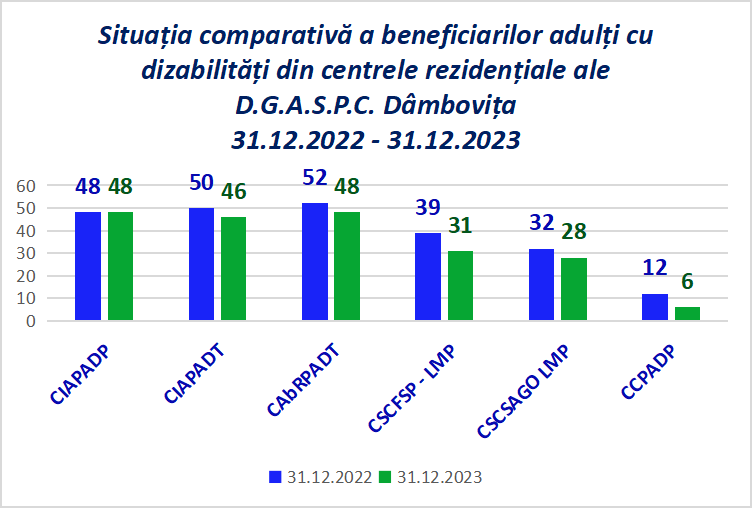 Situația comparativă a beneficiarilor adulți cu
dizabilități din centrele rezidențiale ale
D.G.A.S.P.C. Dâmbovița
31.12.2022 - 31.12.2023
48 48 50 46 52 48 39 31 32 28 12 6
60
50
40
30
20
10
0
CIAPADP
CIAPADT
CAbRPADT
CSCFSP - LMP
CSCSAGO LMP
CCPADP
31.12.2022 31.12.2023